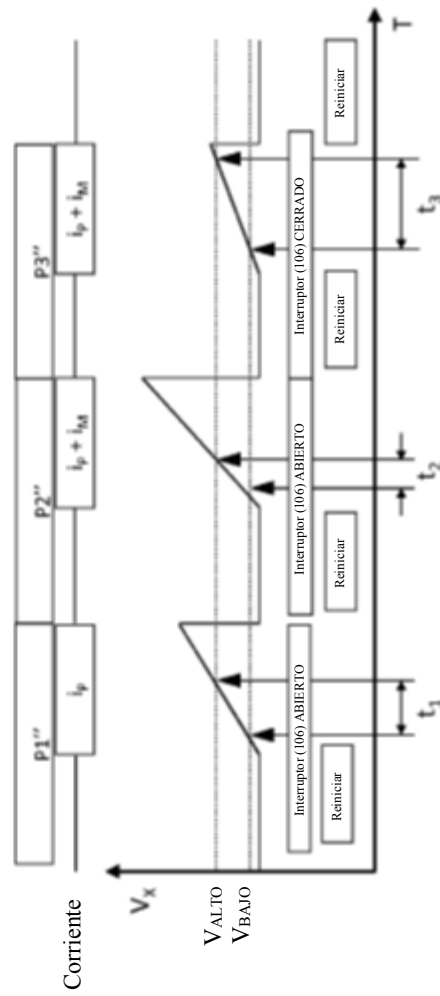 P1'' P2'' P3''
Corriente
iP iP + iM iP + iM
VX
VALTO
VBAJO
Interruptor (106) ABIERTO Interruptor (106) ABIERTO Interruptor (106) CERRADO
Reiniciar Reiniciar Reiniciar Reiniciar
T
t1 t2 t3